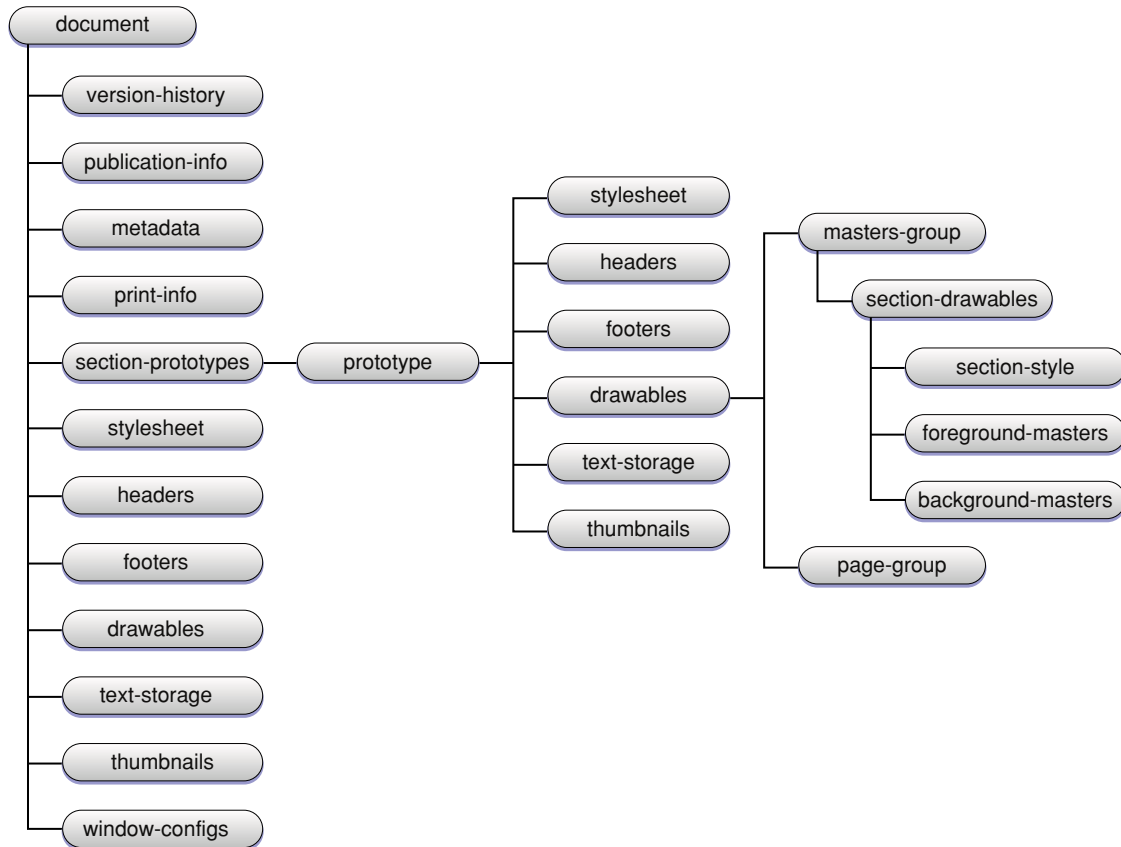 document
version-history
publication-info
metadata
print-info
section-prototypes
stylesheet
headers
footers
drawables
text-storage
thumbnails
window-configs
prototype
stylesheet
headers
footers
drawables
text-storage
thumbnails
masters-group
section-drawables
section-style
foreground-masters
background-masters
page-group